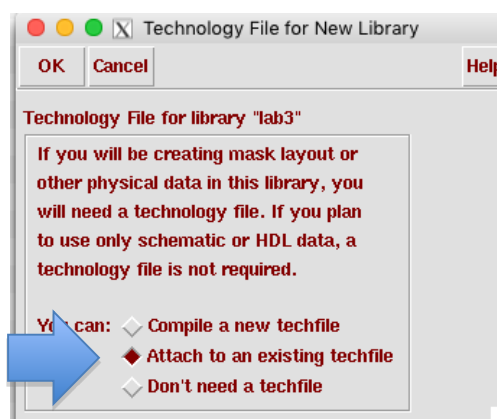 Technology File for New Library
OK Cancel Help
Technology File for library "lab3"
If you will be creating mask layout or
other physical data in this library, you
will need a technology file. If you plan
to use only schematic or HDL data, a
technology file is not required.
You can: Compile a new techfile
Attach to an existing techfile
Don't need a techfile